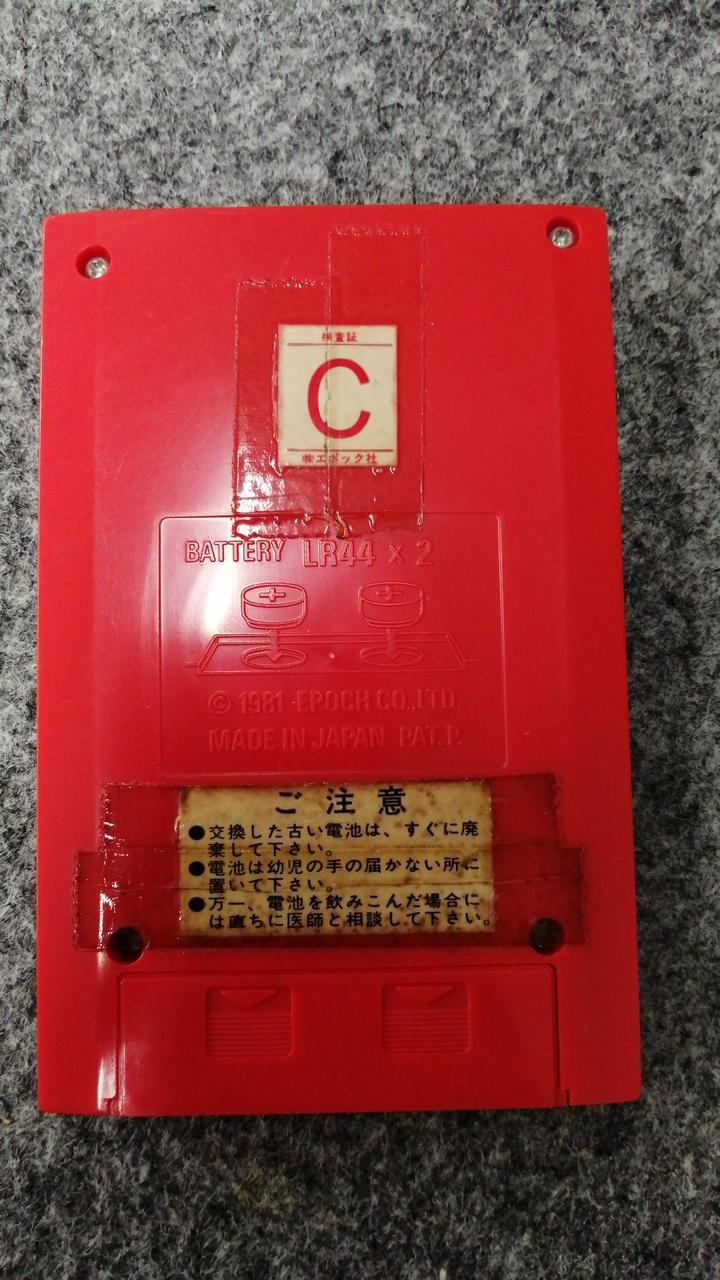 検査証
C
㈱エポック社
BATTERY LR44 × 2
© 1981 EPOCH CO., LTD.
MADE IN JAPAN PAT. P.
ご注意
●交換した古い電池は、すぐに廃
棄して下さい。
●電池は幼児の手の届かない所に
置いて下さい。
●万一、電池を飲みこんだ場合に
は直ちに医師と相談して下さい。